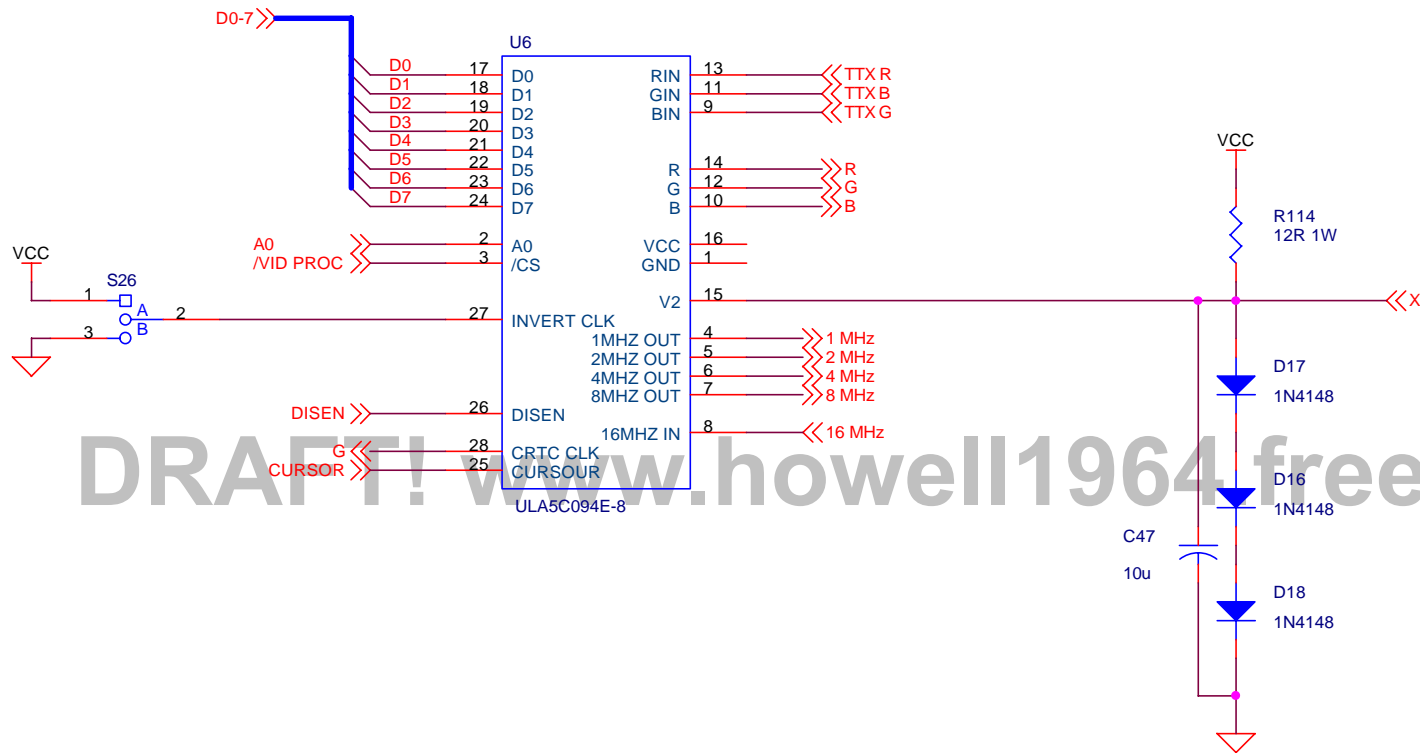 D0-7
U6
D0 17 D0 RIN 13 TTX R
D1 18 D1 GIN 11 TTX B
D2 19 D2 BIN 9 TTX G
D3 20 D3
D4 21 D4
D5 22 D5 R 14 R
D6 23 D6 G 12 G
D7 24 D7 B 10 B
A0 2 A0 VCC 16
/VID PROC 3 /CS GND 1
VCC
S26
1
A
2
B
3
27 INVERT CLK
V2 15
X
1MHZ OUT 4 1 MHz
2MHZ OUT 5 2 MHz
4MHZ OUT 6 4 MHz
8MHZ OUT 7 8 MHz
DISEN 26 DISEN
16MHZ IN 8 16 MHz
G 28 CRTC CLK
CURSOR 25 CURSOUR
ULA5C094E-8
VCC
R114
12R 1W
D17
1N4148
D16
1N4148
C47
10u
D18
1N4148
DRAFT! www.howell1964.free